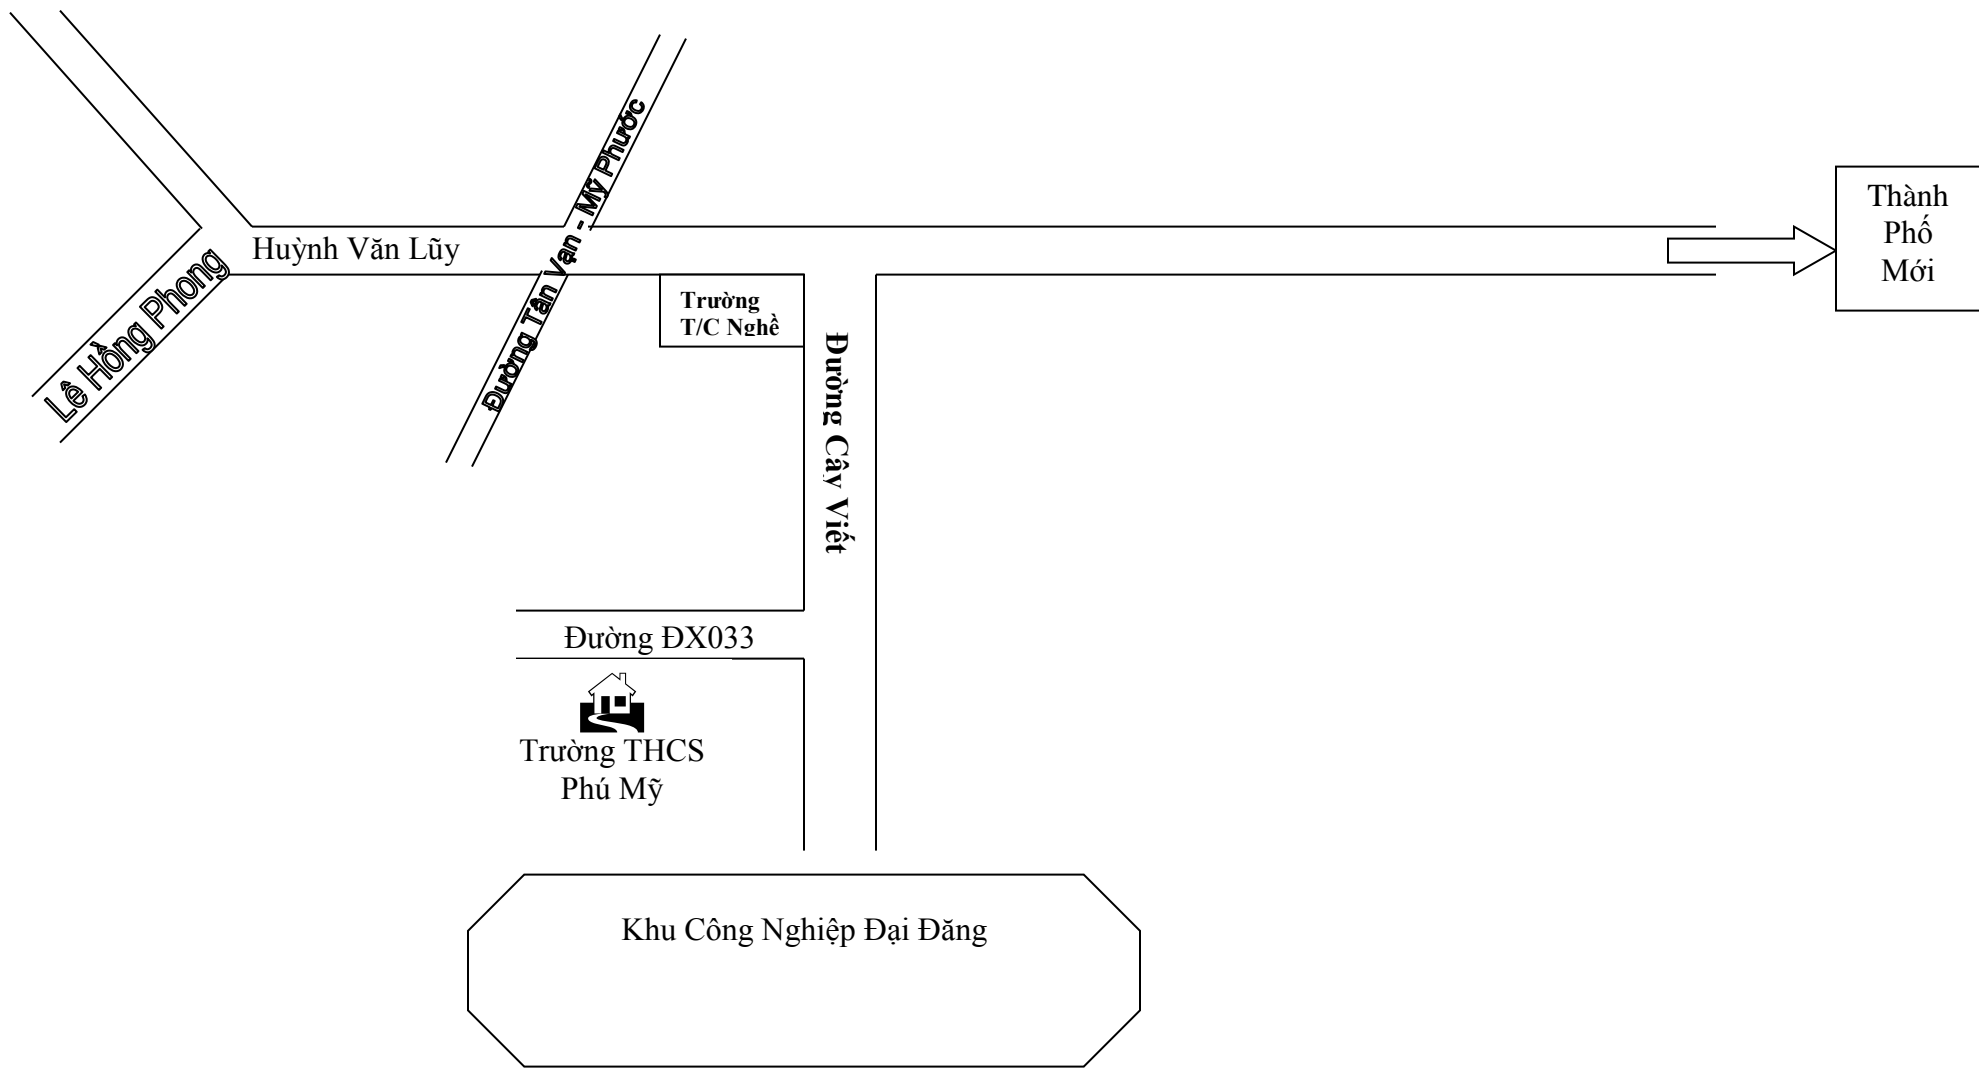 Đường Tân Vạn - Mỹ Phước
Thành
Phố
Mới
Huỳnh Văn Lũy
Lê Hồng Phong
Trường
T/C Nghề
Đường Cây Viết
Đường ĐX033
Trường THCS
Phú Mỹ
Khu Công Nghiệp Đại Đăng